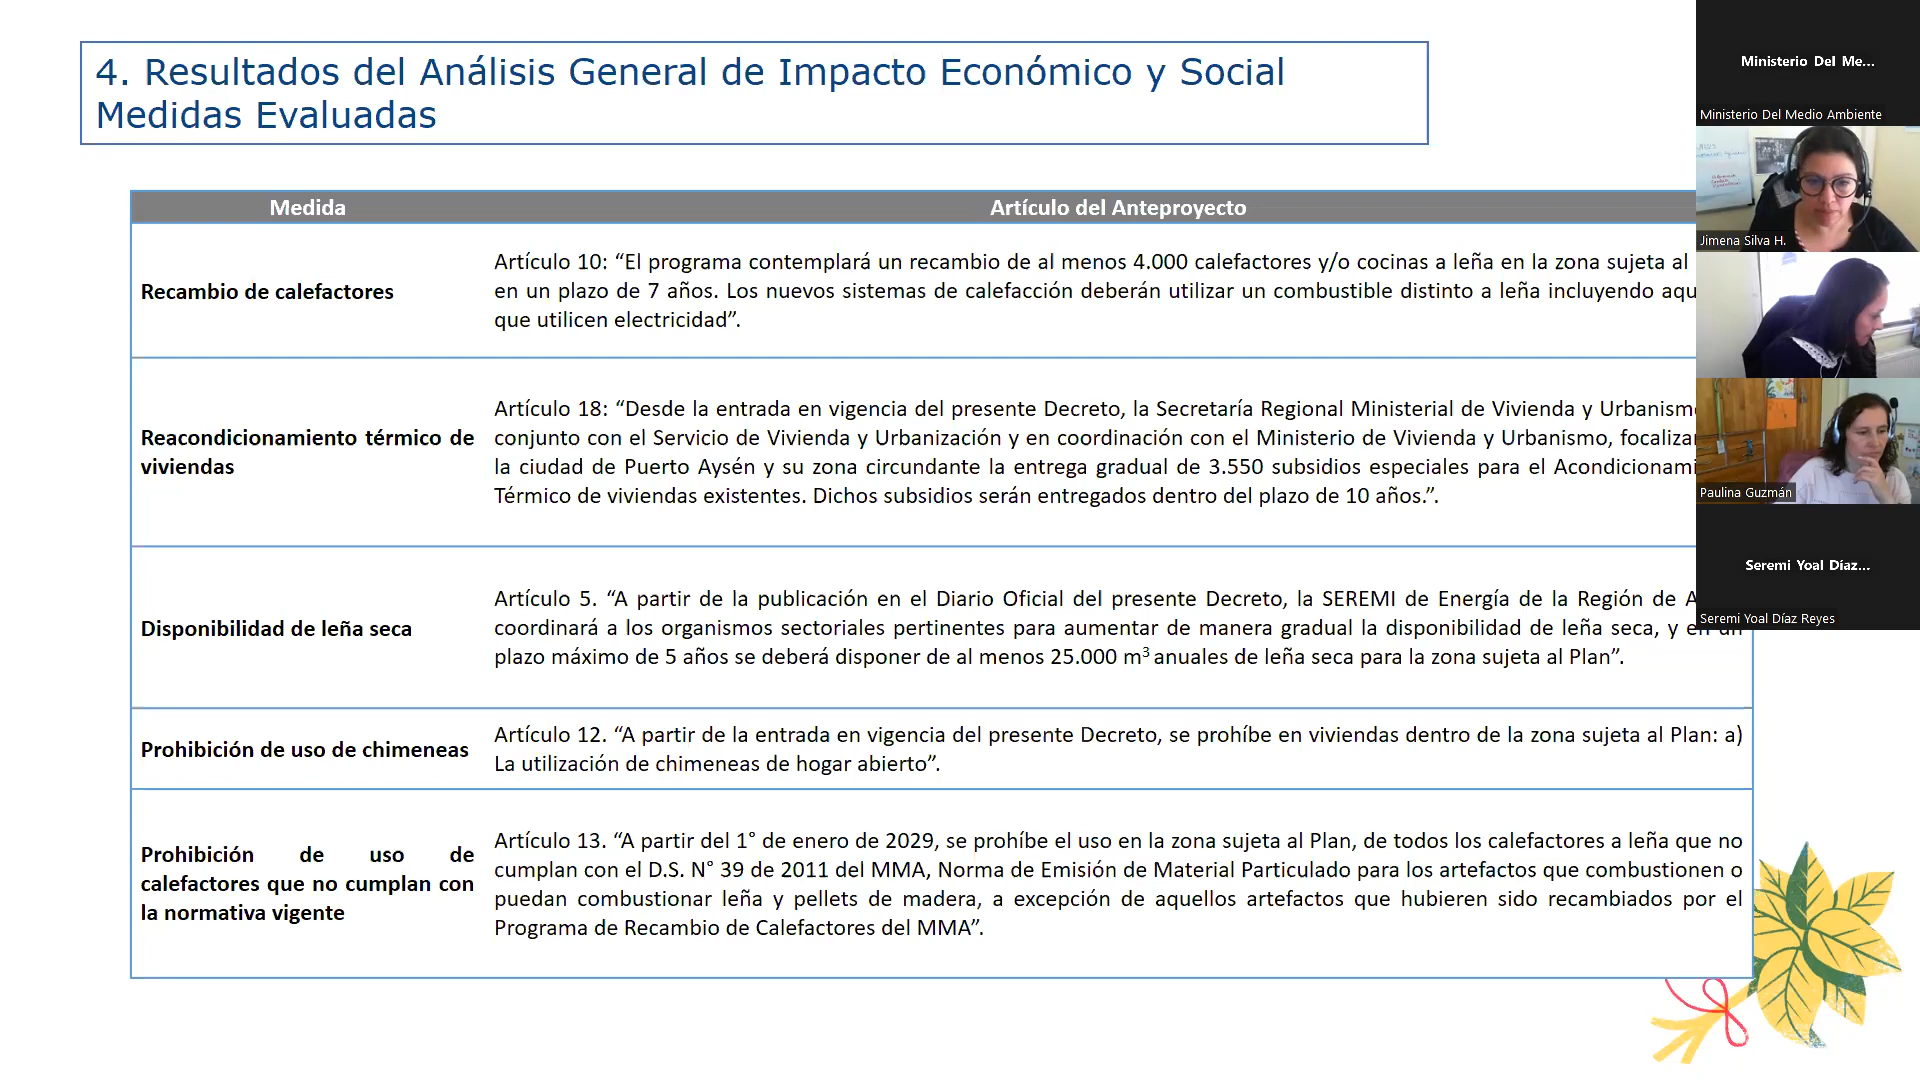 4. Resultados del Análisis General de Impacto Económico y Social
Medidas Evaluadas
Medida
Artículo del Anteproyecto
Recambio de calefactores
Artículo 10: “El programa contemplará un recambio de al menos 4.000 calefactores y/o cocinas a leña en la zona sujeta al
en un plazo de 7 años. Los nuevos sistemas de calefacción deberán utilizar un combustible distinto a leña incluyendo aqu
que utilicen electricidad”.
Reacondicionamiento térmico de
viviendas
Artículo 18: “Desde la entrada en vigencia del presente Decreto, la Secretaría Regional Ministerial de Vivienda y Urbanism
conjunto con el Servicio de Vivienda y Urbanización y en coordinación con el Ministerio de Vivienda y Urbanismo, focaliza
la ciudad de Puerto Aysén y su zona circundante la entrega gradual de 3.550 subsidios especiales para el Acondicionami
Térmico de viviendas existentes. Dichos subsidios serán entregados dentro del plazo de 10 años.”.
Disponibilidad de leña seca
Artículo 5. “A partir de la publicación en el Diario Oficial del presente Decreto, la SEREMI de Energía de la Región de A
coordinará a los organismos sectoriales pertinentes para aumentar de manera gradual la disponibilidad de leña seca, y en un
plazo máximo de 5 años se deberá disponer de al menos 25.000 m³ anuales de leña seca para la zona sujeta al Plan”.
Prohibición de uso de chimeneas
Artículo 12. “A partir de la entrada en vigencia del presente Decreto, se prohíbe en viviendas dentro de la zona sujeta al Plan: a)
La utilización de chimeneas de hogar abierto”.
Prohibición de uso de
calefactores que no cumplan con
la normativa vigente
Artículo 13. “A partir del 1° de enero de 2029, se prohíbe el uso en la zona sujeta al Plan, de todos los calefactores a leña que no
cumplan con el D.S. N° 39 de 2011 del MMA, Norma de Emisión de Material Particulado para los artefactos que combustionen o
puedan combustionar leña y pellets de madera, a excepción de aquellos artefactos que hubieren sido recambiados por el
Programa de Recambio de Calefactores del MMA”.
Ministerio Del Me...
Ministerio Del Medio Ambiente
Jimena Silva H.
Paulina Guzmán
Seremi Yoal Díaz...
Seremi Yoal Díaz Reyes